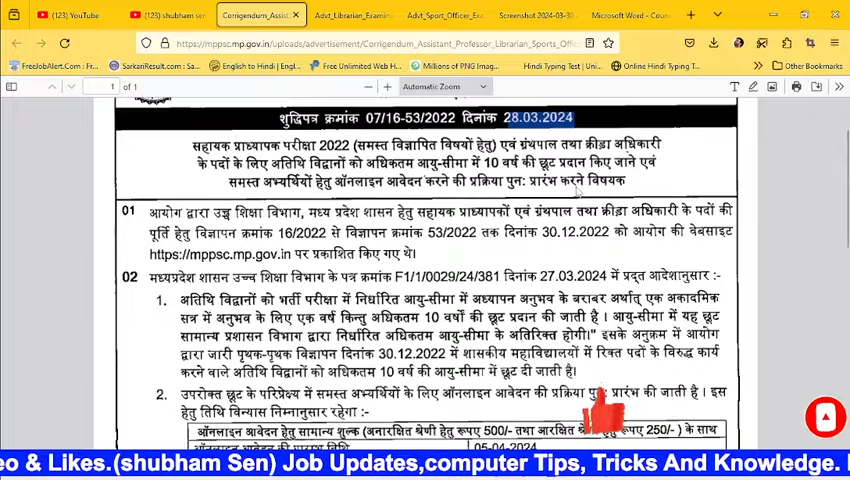 (123) YouTube
(123) shubham sen
Corrigendum_Assist
Advt_Librarian_Examina
Advt_Sport_Officer_Exa
Screenshot 2024-03-30
Microsoft Word - Coun
https://mppsc.mp.gov.in/uploads/advertisement/Corrigendum_Assistant_Professor_Librarian_Sports_Offic
FreeJobAlert.Com |
SarkariResult.com : Sar
English to Hindi | Engl
Free Unlimited Web H
Millions of PNG Imag
Hindi Typing Test | Uni
Online Hindi Typing T
Other Bookmarks
1 of 1
Automatic Zoom
शुद्धिपत्र क्रमांक 07/16-53/2022 दिनांक 28.03.2024
सहायक प्राध्यापक परीक्षा 2022 (समस्त विज्ञापित विषयों हेतु) एवं ग्रंथपाल तथा क्रीड़ा अधिकारी
के पदों के लिए अतिथि विद्वानों को अधिकतम आयु-सीमा में 10 वर्ष की छूट प्रदान किए जाने एवं
समस्त अभ्यर्थियों हेतु ऑनलाइन आवेदन करने की प्रक्रिया पुन: प्रारंभ करने विषयक
01 आयोग द्वारा उच्च शिक्षा विभाग, मध्य प्रदेश शासन हेतु सहायक प्राध्यापकों एवं ग्रंथपाल तथा क्रीड़ा अधिकारी के पदों की
पूर्ति हेतु विज्ञापन क्रमांक 16/2022 से विज्ञापन क्रमांक 53/2022 तक दिनांक 30.12.2022 को आयोग की वेबसाइट
https://mppsc.mp.gov.in पर प्रकाशित किए गए थे।
02 मध्यप्रदेश शासन उच्च शिक्षा विभाग के पत्र क्रमांक F1/1/0029/24/381 दिनांक 27.03.2024 में प्रद्त आदेशानुसार :-
1. अतिथि विद्वानों को भर्ती परीक्षा में निर्धारित आयु-सीमा में अध्यापन अनुभव के बराबर अर्थात् एक अकादमिक
सत्र में अनुभव के लिए एक वर्ष किन्तु अधिकतम 10 वर्षो की छूट प्रदान की जाती है। आयु-सीमा में यह छूट
सामान्य प्रशासन विभाग द्वारा निर्धारित अधिकतम आयु-सीमा के अतिरिक्त होगी।" इसके अनुक्रम में आयोग
द्वारा जारी पृथक-पृथक विज्ञापन दिनांक 30.12.2022 में शासकीय महाविद्यालयों में रिक्त पदों के विरुद्ध कार्य
करने वाले अतिथि विद्वानों को अधिकतम 10 वर्ष की आयु-सीमा में छूट दी जाती है।
2. उपरोक्त छूट के परिप्रेक्ष्य में समस्त अभ्यर्थियों के लिए ऑनलाइन आवेदन की प्रक्रिया प्रारंभ की जाती है। इस
हेतु तिथि विन्यास निम्नानुसार रहेगा :-
ऑनलाइन आवेदन हेतु सामान्य शुल्क (अनारक्षित श्रेणी हेतु रूपए 500/- तथा आरक्षित रूपए 250/- ) के साथ
ऑनलाइन आवेदन की प्रारंभ तिथि 05-04-2024
eo & Likes.(shubham Sen) Job Updates,computer Tips, Tricks And Knowledge.